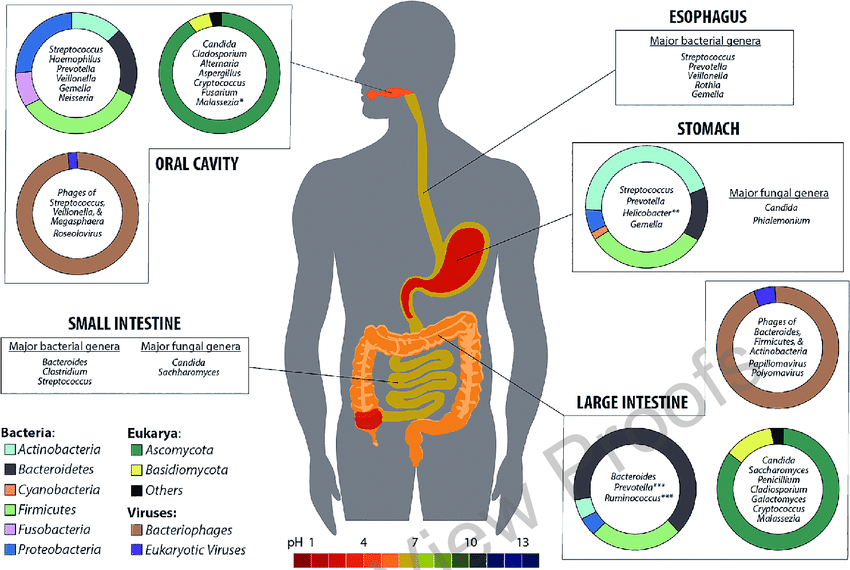 Streptococcus
Haemophilus
Prevotella
Veillonella
Gemella
Neisseria
Candida
Cladosporium
Alternaria
Aspergillus
Cryptococcus
Fusarium
Malassezia*
ORAL CAVITY
Phages of
Streptococcus,
Veillonella, &
Megasphaera
Roseolovirus
ESOPHAGUS
Major bacterial genera
Streptococcus
Prevotella
Veillonella
Rothia
Gemella
STOMACH
Streptococcus
Prevotella
Helicobacter**
Gemella
Major fungal genera
Candida
Phialemonium
SMALL INTESTINE
Major bacterial genera
Bacteroides
Clostridium
Streptococcus
Major fungal genera
Candida
Sachharomyces
LARGE INTESTINE
Phages of
Bacteroides,
Firmicutes, &
Actinobacteria
Papillomavirus
Polyomavirus
Bacteroides
Prevotella***
Ruminococcus***
Candida
Saccharomyces
Penicillium
Cladosporium
Galactomyces
Cryptococcus
Malassezia
Bacteria:
Actinobacteria
Bacteroidetes
Cyanobacteria
Firmicutes
Fusobacteria
Proteobacteria
Eukarya:
Ascomycota
Basidiomycota
Others
Viruses:
Bacteriophages
Eukaryotic Viruses
pH 1 4 7 10 13
View Proofs